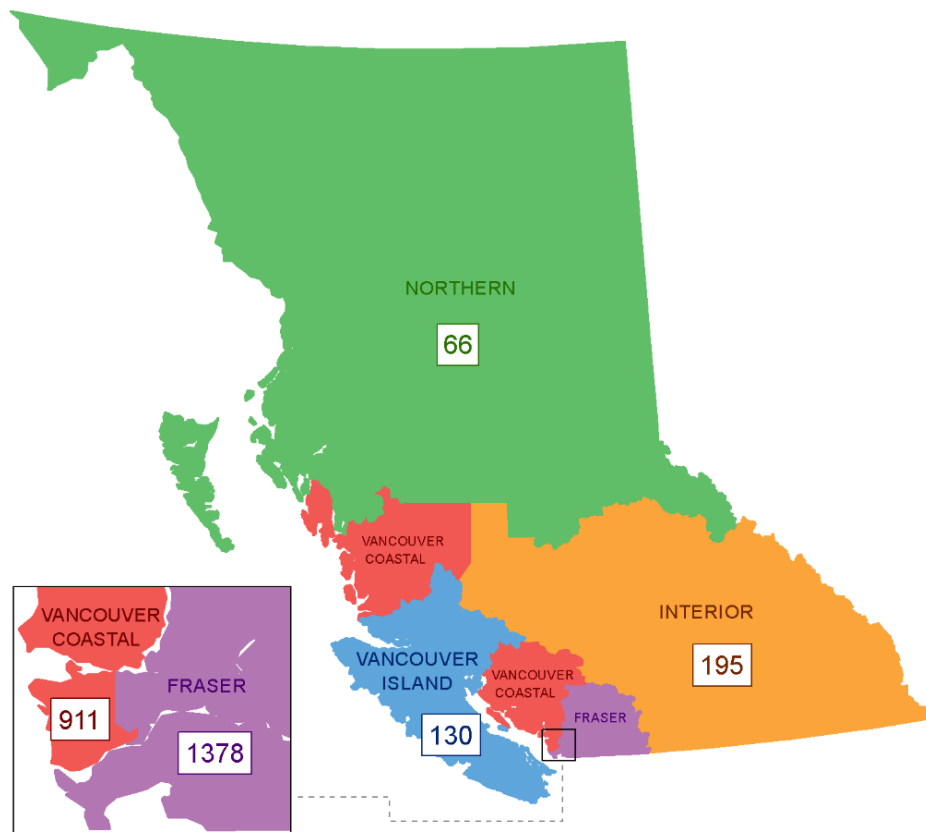 NORTHERN
66
VANCOUVER
COASTAL
INTERIOR
195
VANCOUVER
ISLAND
130
VANCOUVER
COASTAL
FRASER
VANCOUVER
COASTAL
911
FRASER
1378